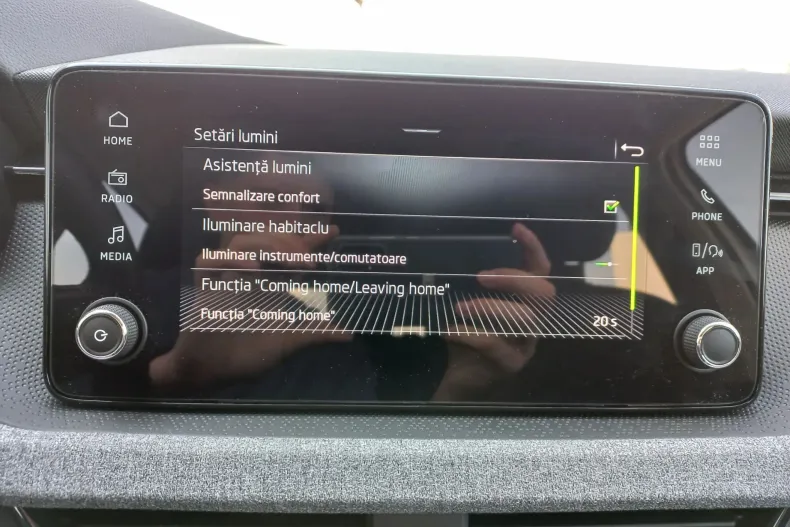 Setări lumini
Asistență lumini
Semnalizare confort
Iluminare habitaclu
Iluminare instrumente/comutatoare
Funcția "Coming home/Leaving home"
Funcția "Coming home" 20 s
HOME
RADIO
MEDIA
MENU
PHONE
APP